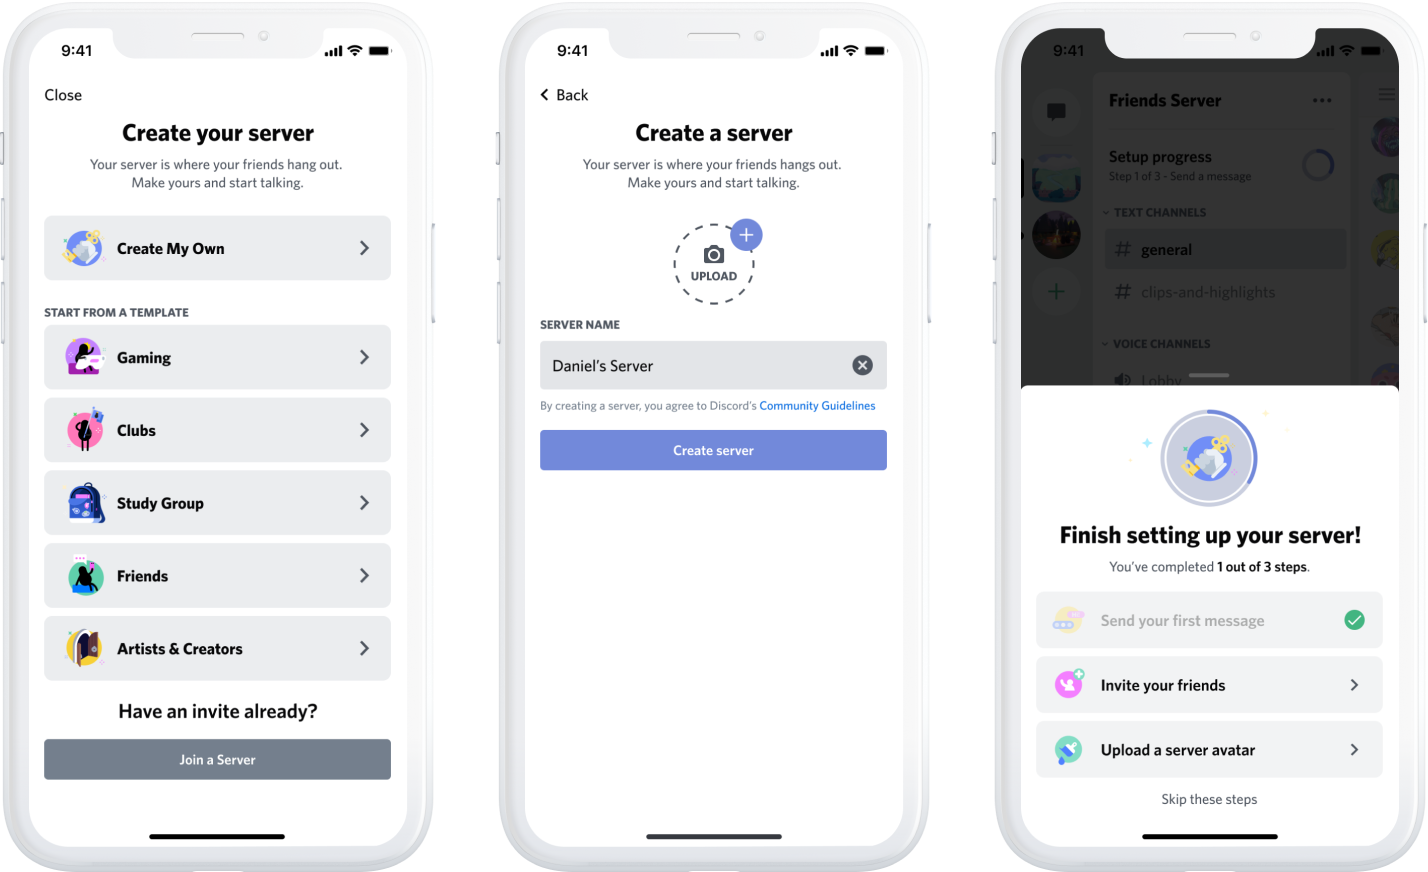 9:41
Close
Create your server
Your server is where your friends hang out.
Make yours and start talking.
Create My Own
START FROM A TEMPLATE
Gaming
Clubs
Study Group
Friends
Artists & Creators
Have an invite already?
Join a Server
9:41
Back
Create a server
Your server is where your friends hangs out.
Make yours and start talking.
UPLOAD
SERVER NAME
Daniel's Server
By creating a server, you agree to Discord's Community Guidelines
Create server
9:41
Friends Server
Setup progress
Step 1 of 3 - Send a message
TEXT CHANNELS
# general
# clips-and-highlights
VOICE CHANNELS
Lobby
Finish setting up your server!
You've completed 1 out of 3 steps.
Send your first message
Invite your friends
Upload a server avatar
Skip these steps